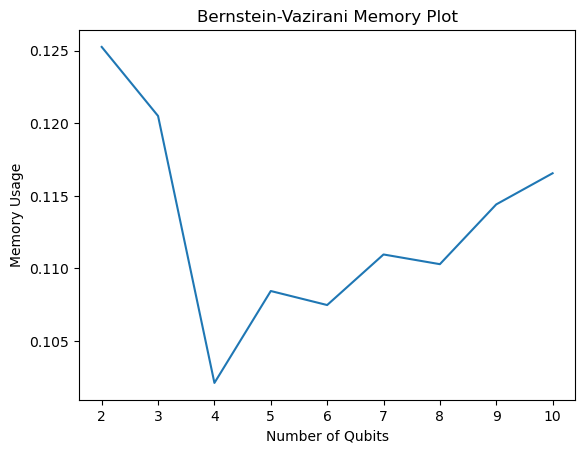 Bernstein-Vazirani Memory Plot
0.125
0.120
0.115
0.110
0.105
Memory Usage
2 3 4 5 6 7 8 9 10
Number of Qubits